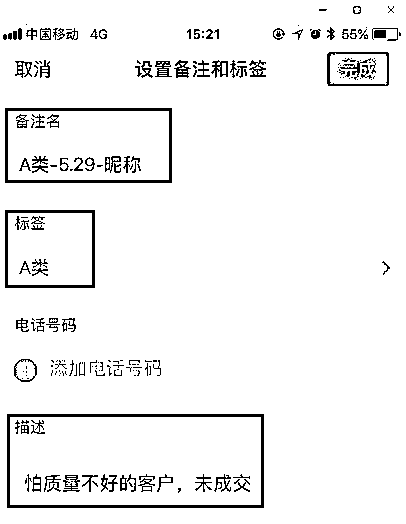 中国移动 4G 15:21 55%
取消 设置备注和标签 完成
备注名
A类-5.29-昵称
标签
A类
电话号码
添加电话号码
描述
怕质量不好的客户，未成交